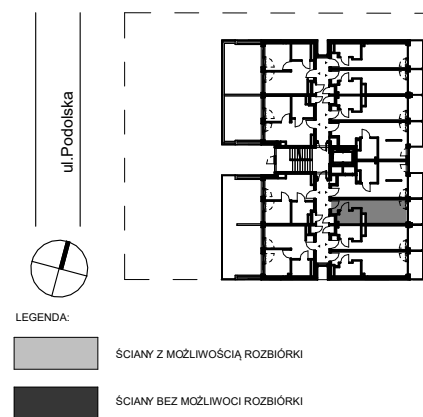 ul.Podolska
LEGENDA:
ŚCIANY Z MOŻLIWOŚCIĄ ROZBIÓRKI
ŚCIANY BEZ MOŻLIWOCI ROZBIÓRKI